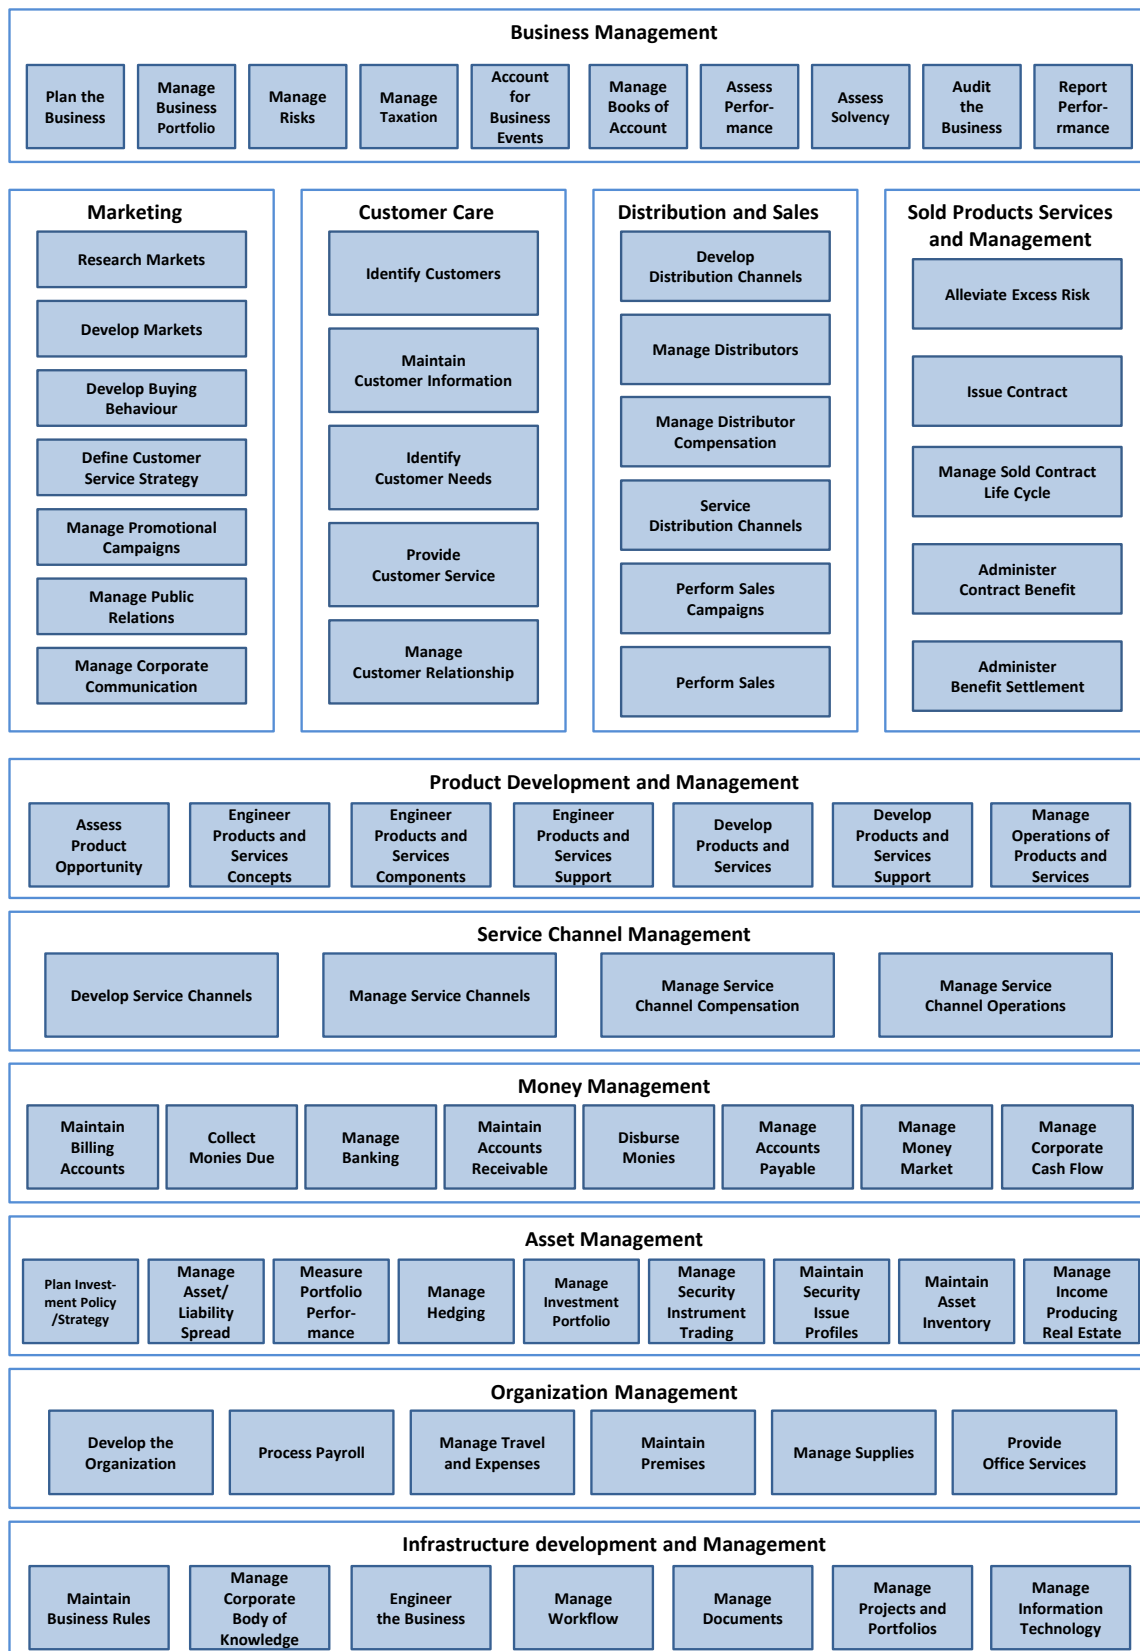 Business Management
Plan the
Business
Manage
Business
Portfolio
Manage
Risks
Manage
Taxation
Account
for
Business
Events
Manage
Books of
Account
Assess
Perfor-
mance
Assess
Solvency
Audit
the
Business
Report
Perfor-
rmance
Marketing
Research Markets
Develop Markets
Develop Buying
Behaviour
Define Customer
Service Strategy
Manage Promotional
Campaigns
Manage Public
Relations
Manage Corporate
Communication
Customer Care
Identify Customers
Maintain
Customer Information
Identify
Customer Needs
Provide
Customer Service
Manage
Customer Relationship
Distribution and Sales
Develop
Distribution Channels
Manage Distributors
Manage Distributor
Compensation
Service
Distribution Channels
Perform Sales
Campaigns
Perform Sales
Sold Products Services
and Management
Alleviate Excess Risk
Issue Contract
Manage Sold Contract
Life Cycle
Administer
Contract Benefit
Administer
Benefit Settlement
Product Development and Management
Assess
Product
Opportunity
Engineer
Products and
Services
Concepts
Engineer
Products and
Services
Components
Engineer
Products and
Services
Support
Develop
Products and
Services
Develop
Products and
Services
Support
Manage
Operations of
Products and
Services
Service Channel Management
Develop Service Channels
Manage Service Channels
Manage Service
Channel Compensation
Manage Service
Channel Operations
Money Management
Maintain
Billing
Accounts
Collect
Monies Due
Manage
Banking
Maintain
Accounts
Receivable
Disburse
Monies
Manage
Accounts
Payable
Manage
Money
Market
Manage
Corporate
Cash Flow
Asset Management
Plan Invest-
ment Policy
/Strategy
Manage
Asset/
Liability
Spread
Measure
Portfolio
Perfor-
mance
Manage
Hedging
Manage
Investment
Portfolio
Manage
Security
Instrument
Trading
Maintain
Security
Issue
Profiles
Maintain
Asset
Inventory
Manage
Income
Producing
Real Estate
Organization Management
Develop the
Organization
Process Payroll
Manage Travel
and Expenses
Maintain
Premises
Manage Supplies
Provide
Office Services
Infrastructure development and Management
Maintain
Business Rules
Manage
Corporate
Body of
Knowledge
Engineer
the Business
Manage
Workflow
Manage
Documents
Manage
Projects and
Portfolios
Manage
Information
Technology